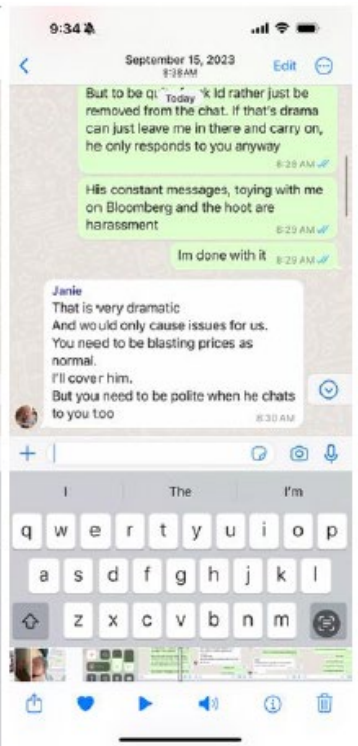 9:34
September 15, 2023
8:38 AM
Edit
Today
But to be Id rather just be
removed from the chat. If that's drama
can just leave me in there and carry on,
he only responds to you anyway
8:29 AM
His constant messages, toying with me
on Bloomberg and the hoot are
harassment
8:29 AM
Im done with it 8:29 AM
Janie
That is very dramatic
And would only cause issues for us.
You need to be blasting prices as
normal.
I'll cover him.
But you need to be polite when he chats
to you too
8:30 AM
I The I'm
q w e r t y u i o p
a s d f g h j k l
z x c v b n m